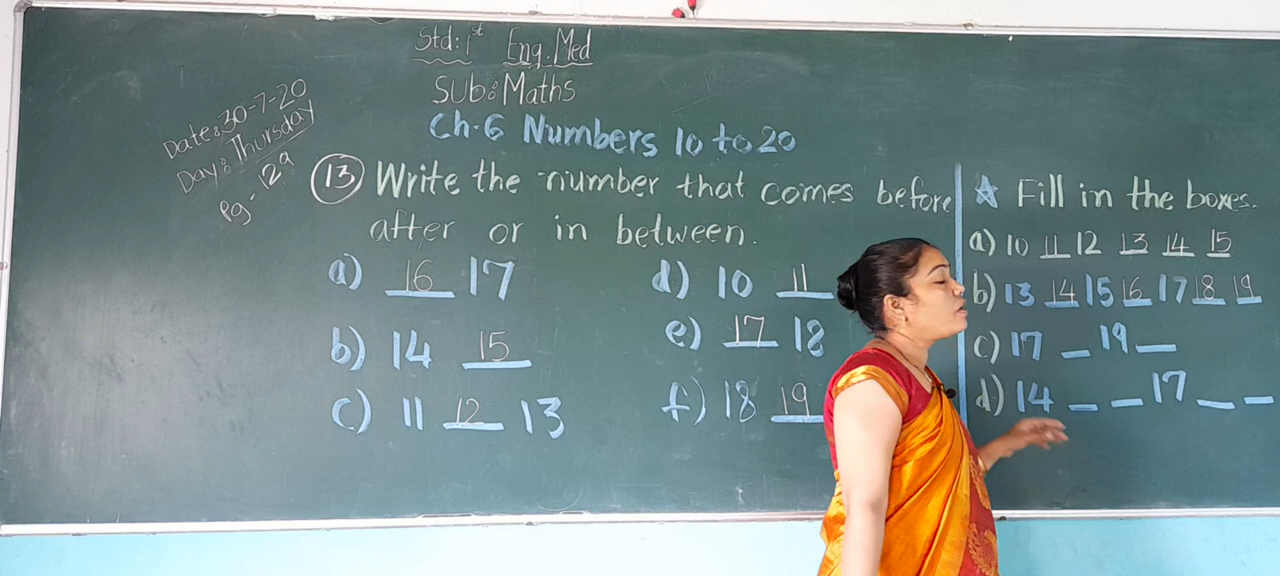 Std: 1st Eng. Med
Sub: Maths
Date: 30-7-20
Day: Thursday
Pg- 129
Ch-6 Numbers 10 to 20
13 Write the number that comes before
after or in between.
a) 16 17
b) 14 15
c) 11 12 13
d) 10 11
e) 17 18
f) 18 19
☆ Fill in the boxes.
a) 10 11 12 13 14 15
b) 13 14 15 16 17 18 19
c) 17 _ 19 _
d) 14 _ _ 17 _ _